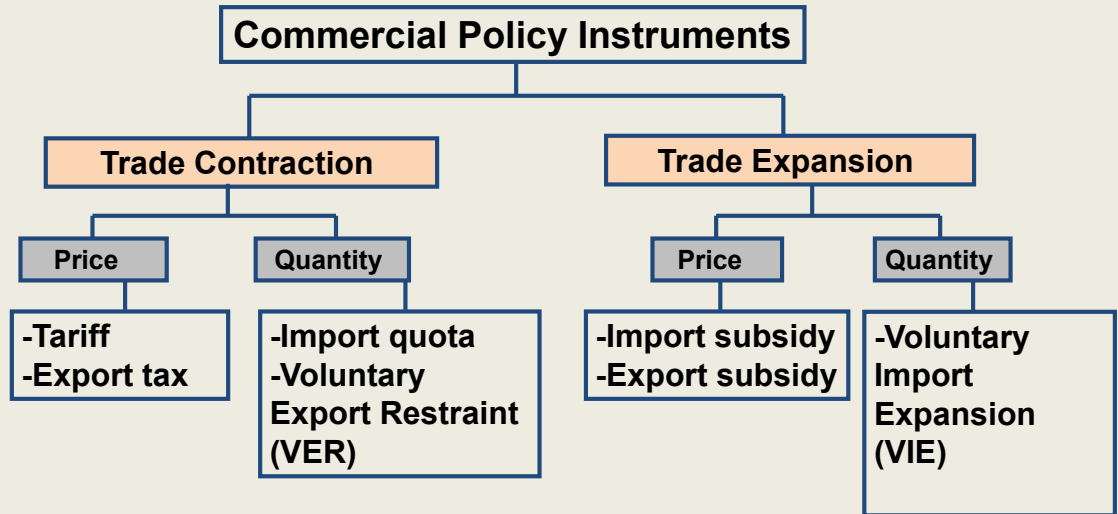 Commercial Policy Instruments
Trade Contraction
Trade Expansion
Price
Quantity
Price
Quantity
-Tariff
-Export tax
-Import quota
-Voluntary
Export Restraint
(VER)
-Import subsidy
-Export subsidy
-Voluntary
Import
Expansion
(VIE)